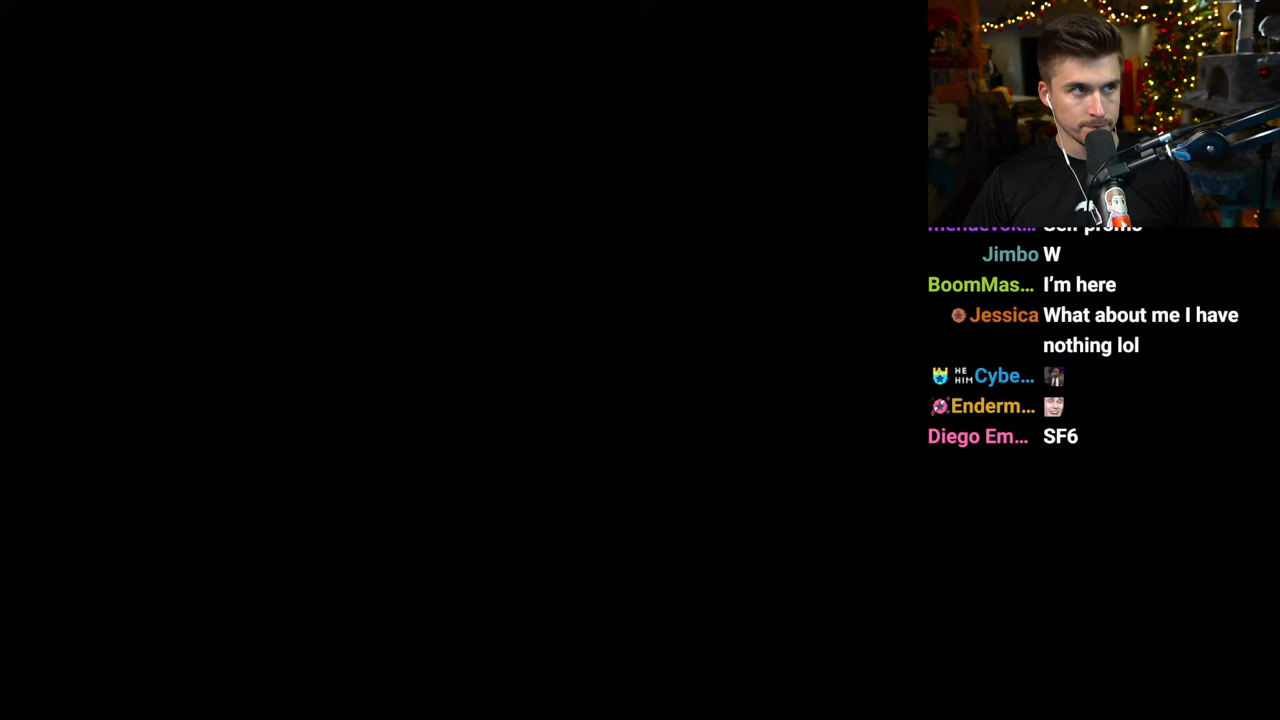 Jimbo W
BoomMas... I'm here
Jessica What about me I have
nothing lol
HE
HIM Cybe...
Enderm...
Diego Em... SF6